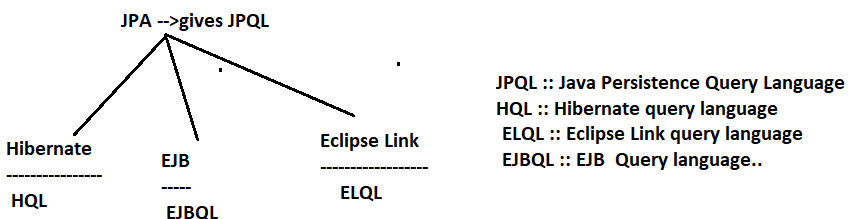 JPA -->gives JPQL
Hibernate
----------------
HQL
EJB
-----
EJBQL
Eclipse Link
------------------
ELQL
JPQL :: Java Persistence Query Language
HQL :: Hibernate query language
ELQL :: Eclipse Link query language
EJBQL :: EJB  Query language..